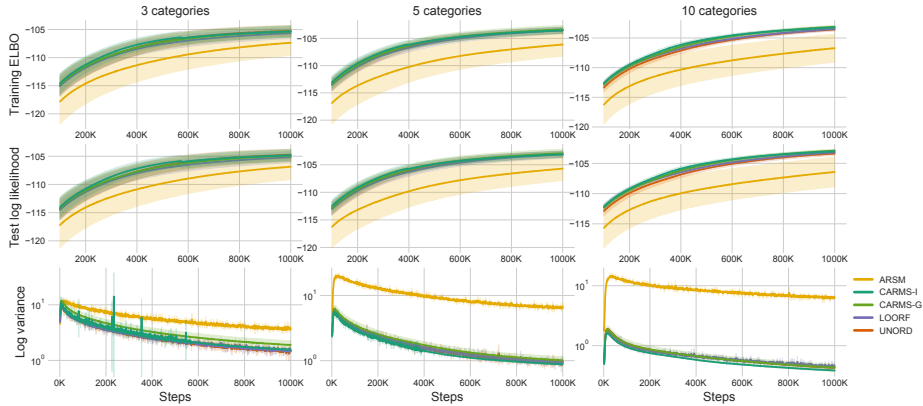 3 categories 5 categories 10 categories
Training ELBO
−105
−110
−115
−120
200K 400K 600K 800K 1000K
−105
−110
−115
−120
200K 400K 600K 800K 1000K
−105
−110
−115
200K 400K 600K 800K 1000K
Test log likelihood
−105
−110
−115
−120
200K 400K 600K 800K 1000K
−105
−110
−115
−120
200K 400K 600K 800K 1000K
−105
−110
−115
200K 400K 600K 800K 1000K
Log variance
10¹
10⁰
0K 200K 400K 600K 800K 1000K
Steps
10¹
10⁰
0K 200K 400K 600K 800K 1000K
Steps
10¹
10⁰
0K 200K 400K 600K 800K 1000K
Steps
ARSM
CARMS-I
CARMS-G
LOORF
UNORD